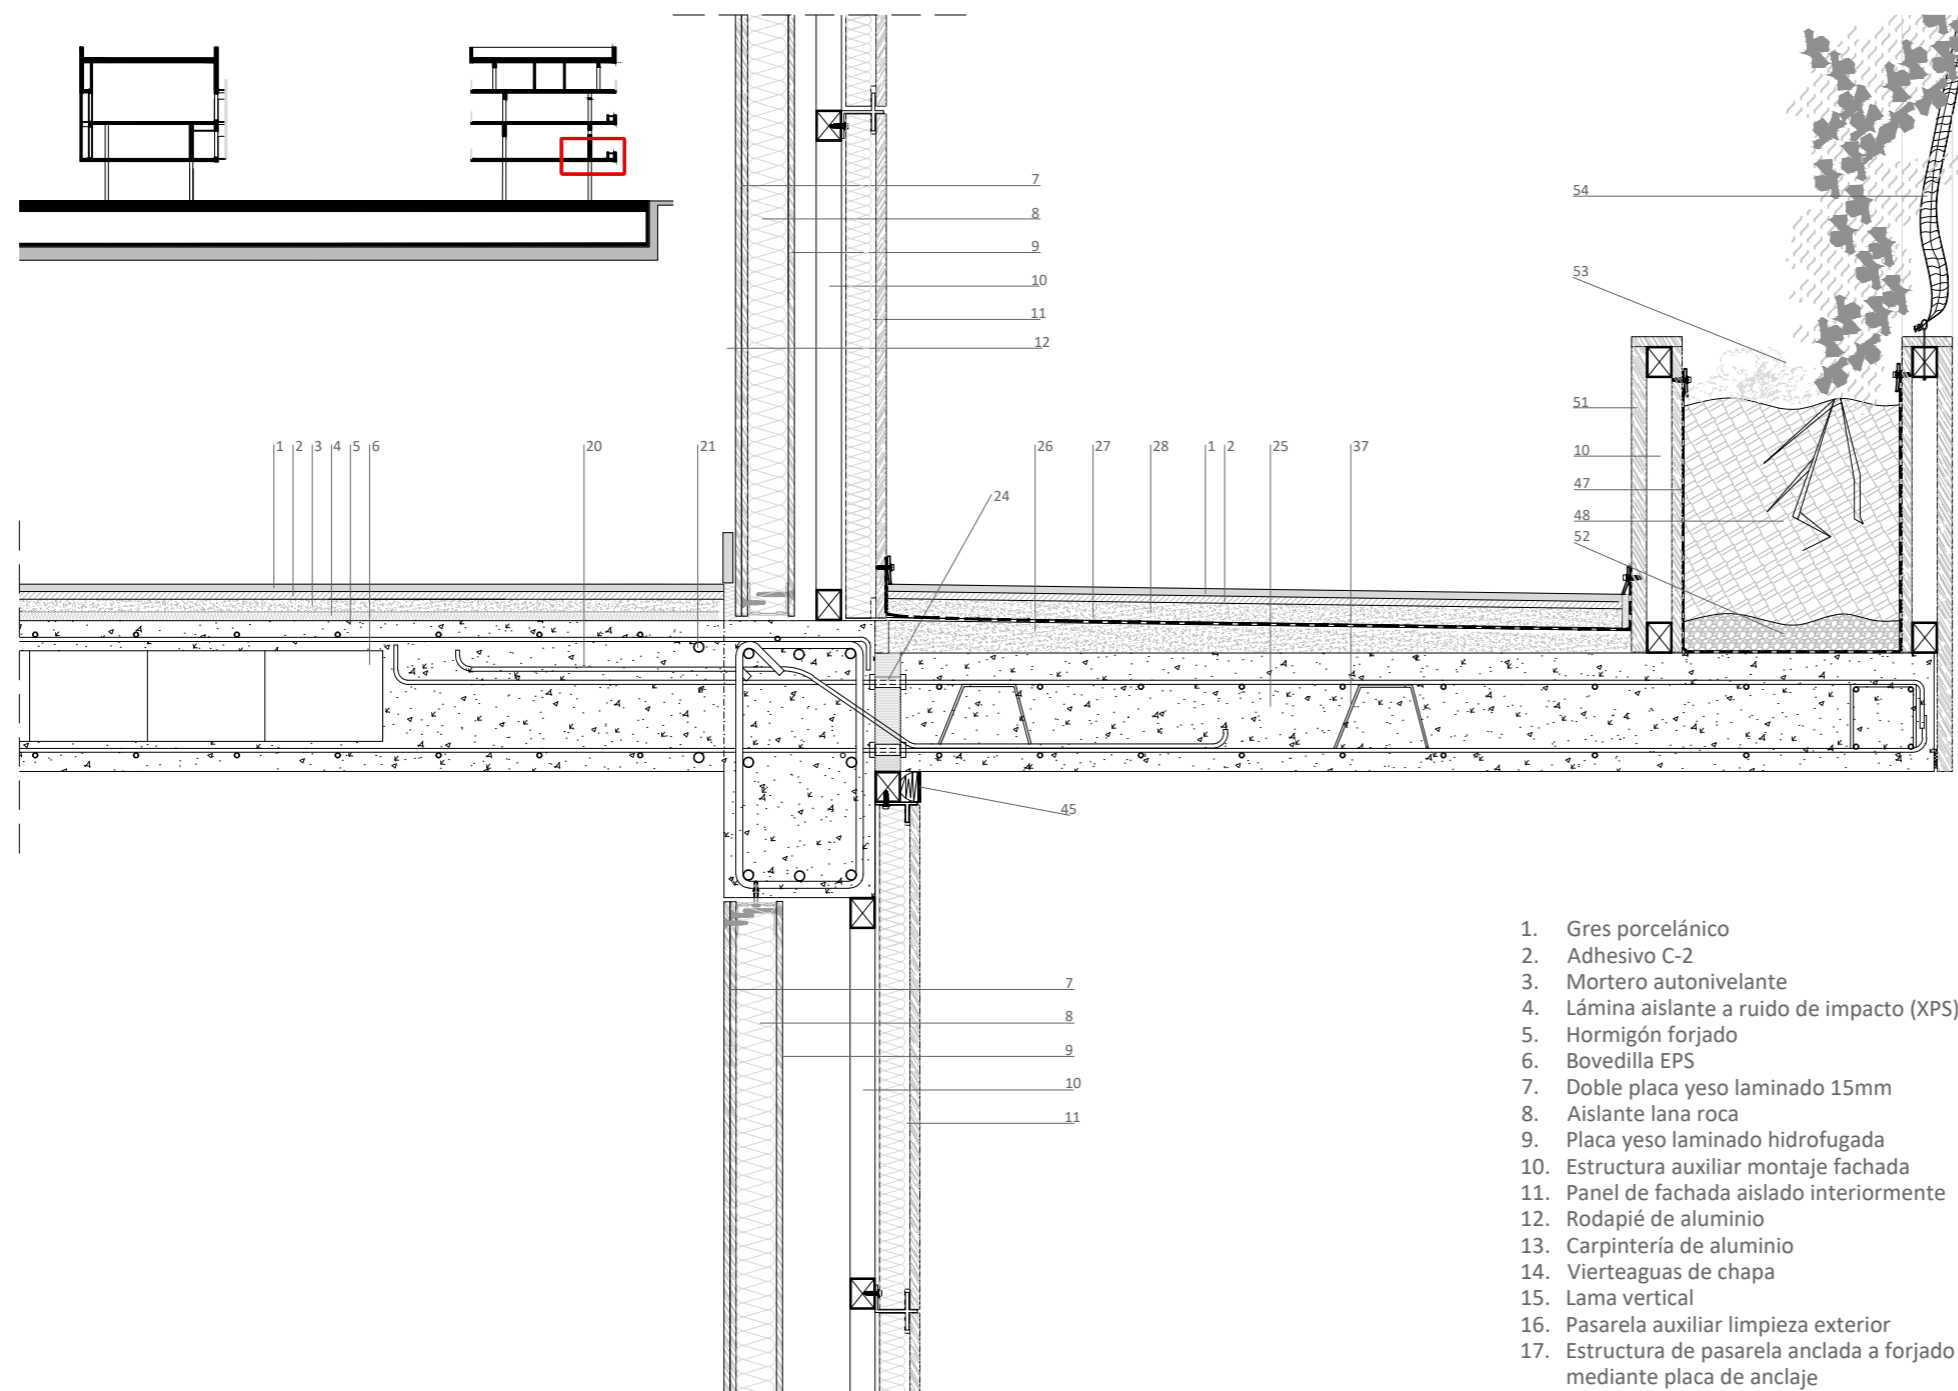 7
8
9
10
11
12
54
53
51
10
47
48
52
1 2 3 4 5 6 20 21
24
26 27 28 1 2 25 37
45
7
8
9
10
11
1. Gres porcelánico
2. Adhesivo C-2
3. Mortero autonivelante
4. Lámina aislante a ruido de impacto (XPS)
5. Hormigón forjado
6. Bovedilla EPS
7. Doble placa yeso laminado 15mm
8. Aislante lana roca
9. Placa yeso laminado hidrofugada
10. Estructura auxiliar montaje fachada
11. Panel de fachada aislado interiormente
12. Rodapié de aluminio
13. Carpintería de aluminio
14. Vierteaguas de chapa
15. Lama vertical
16. Pasarela auxiliar limpieza exterior
17. Estructura de pasarela anclada a forjado
mediante placa de anclaje